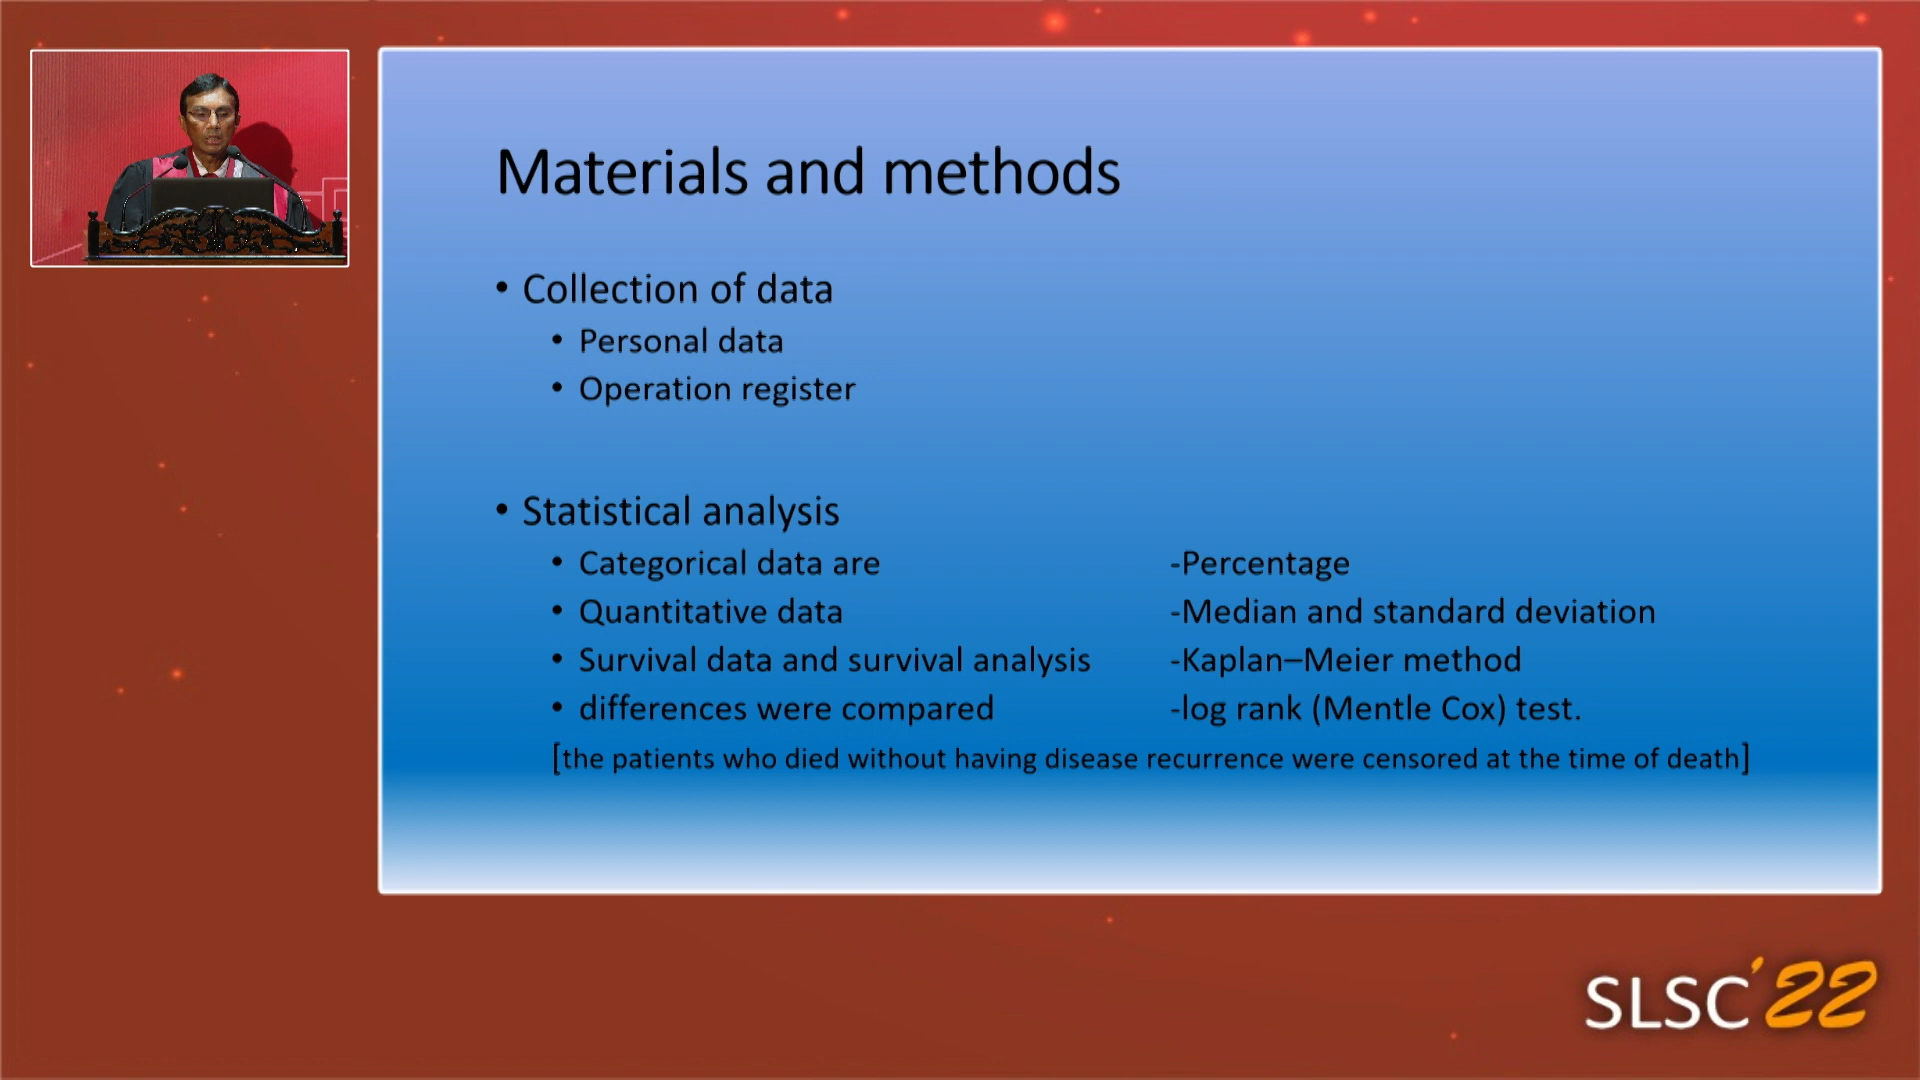 Materials and methods
• Collection of data
• Personal data
• Operation register
• Statistical analysis
• Categorical data are -Percentage
• Quantitative data -Median and standard deviation
• Survival data and survival analysis -Kaplan–Meier method
• differences were compared -log rank (Mentle Cox) test.
[the patients who died without having disease recurrence were censored at the time of death]
SLSC'22